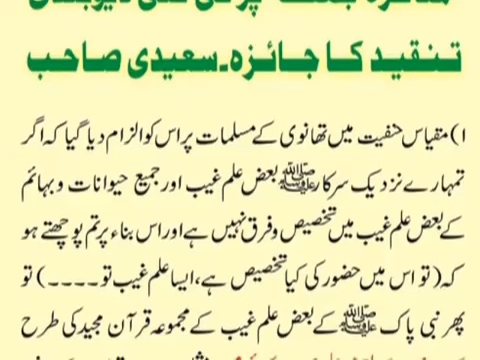 تنقید کا جائزہ۔سعیدی صاحب
۱) مقیاس حنفیت میں تھانوی کے مسلمات پر اس کو الزام دیا گیا کہ اگر
تمہارے نزدیک سرکار ﷺ بعض علم غیب اور جمیع حیوانات و بہائم
کے بعض علم غیب میں تخصیص و فرق نہیں ہے اور اس بناء پر تم پوچھتے ہو
کہ (تو اس میں حضور کی کیا تخصیص ہے، ایسا علم غیب تو ۔۔۔۔) تو
پھر نبی پاک ﷺ کے بعض علم غیب کے مجموعہ قرآن مجید کی طرح